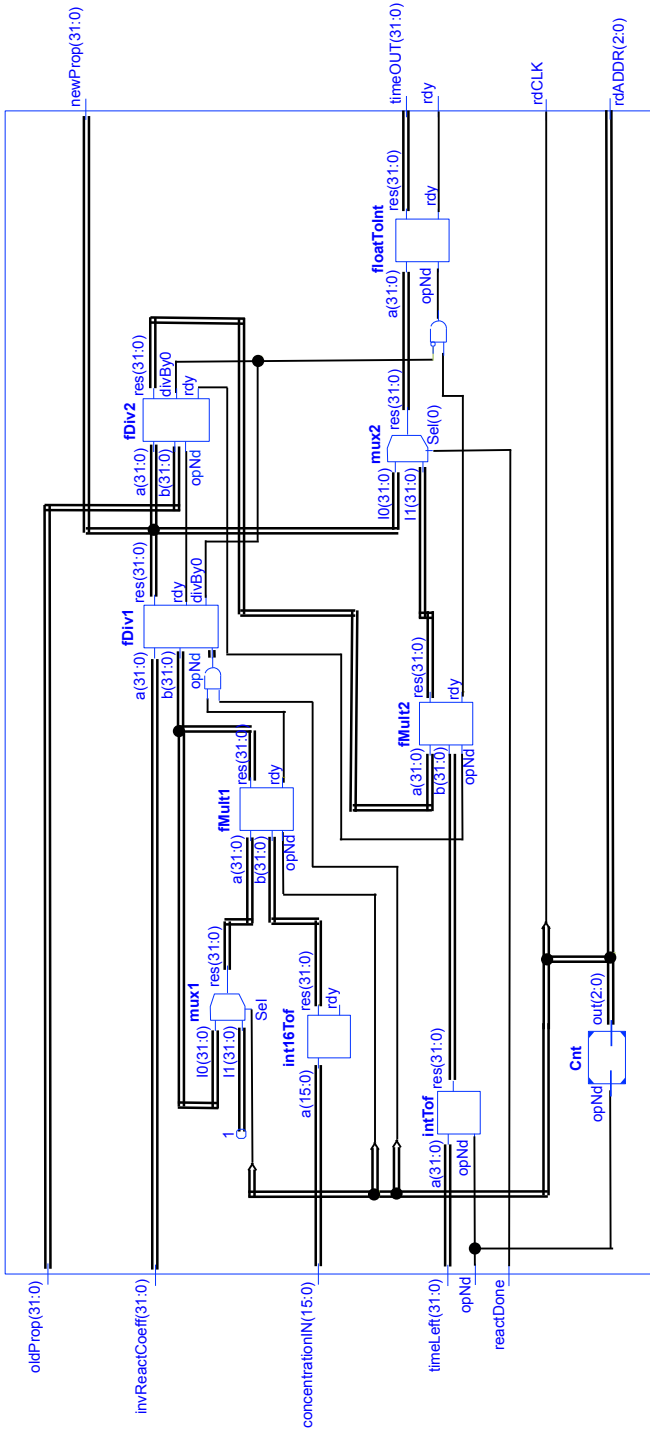 oldProp(31:0)
invReactCoeff(31:0)
concentrationIN(15:0)
timeLeft(31:0)
opNd
reactDone
newProp(31:0)
timeOUT(31:0)
rdy
rdCLK
rdADDR(2:0)
mux1
I0(31:0)
I1(31:0)
res(31:0)
Sel
1
int16Tof
a(15:0)
res(31:0)
rdy
intTof
a(31:0)
opNd
res(31:0)
Cnt
opNd
out(2:0)
fMult1
a(31:0)
b(31:0)
opNd
res(31:0)
rdy
fDiv1
a(31:0)
b(31:0)
opNd
res(31:0)
rdy
divBy0
fDiv2
a(31:0)
b(31:0)
opNd
res(31:0)
divBy0
rdy
fMult2
a(31:0)
b(31:0)
opNd
res(31:0)
rdy
mux2
I0(31:0)
I1(31:0)
res(31:0)
Sel(0)
floatToInt
a(31:0)
opNd
res(31:0)
rdy